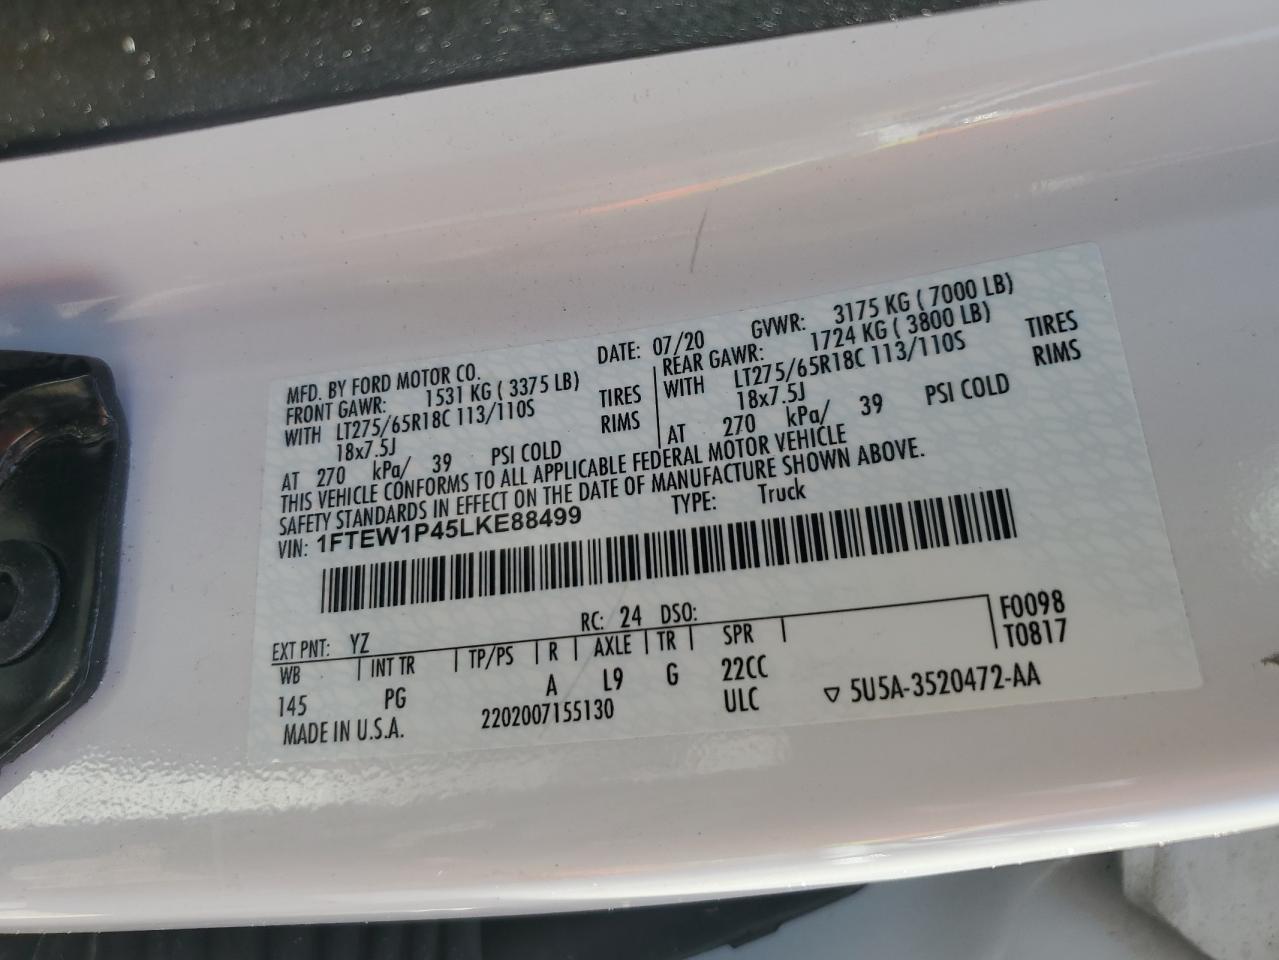 MFD. BY FORD MOTOR CO. DATE: 07/20 GVWR: 3175 KG ( 7000 LB)
FRONT GAWR: 1531 KG ( 3375 LB) REAR GAWR: 1724 KG ( 3800 LB)
WITH LT275/65R18C 113/110S TIRES WITH LT275/65R18C 113/110S TIRES
18x7.5J RIMS 18x7.5J RIMS
AT 270 kPa/ 39 PSI COLD AT 270 kPa/ 39 PSI COLD
THIS VEHICLE CONFORMS TO ALL APPLICABLE FEDERAL MOTOR VEHICLE
SAFETY STANDARDS IN EFFECT ON THE DATE OF MANUFACTURE SHOWN ABOVE.
VIN: 1FTEW1P45LKE88499 TYPE: Truck
EXT PNT: YZ RC: 24 DSO: F0098
WB INT TR TP/PS R AXLE TR SPR T0817
145 PG A L9 G 22CC
MADE IN U.S.A. 2202007155130 ULC ▽ 5U5A-3520472-AA